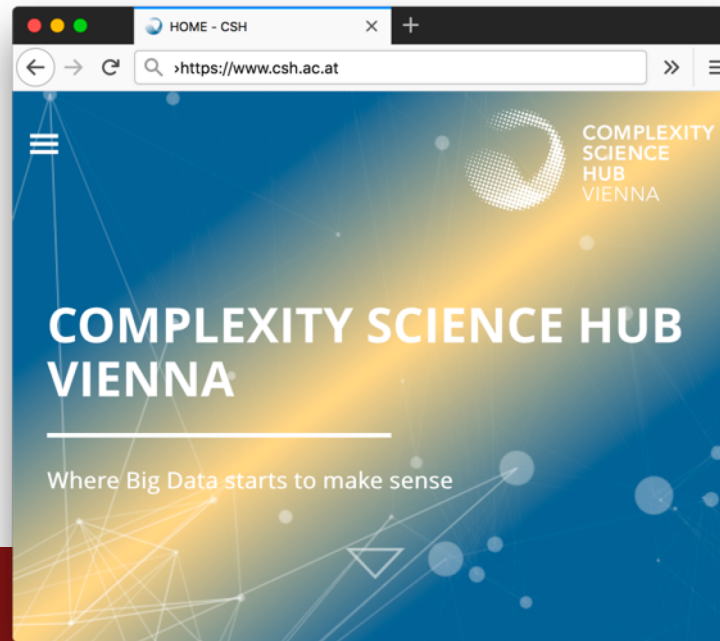 HOME - CSH
›https://www.csh.ac.at
COMPLEXITY
SCIENCE
HUB
VIENNA
COMPLEXITY SCIENCE HUB
VIENNA
Where Big Data starts to make sense